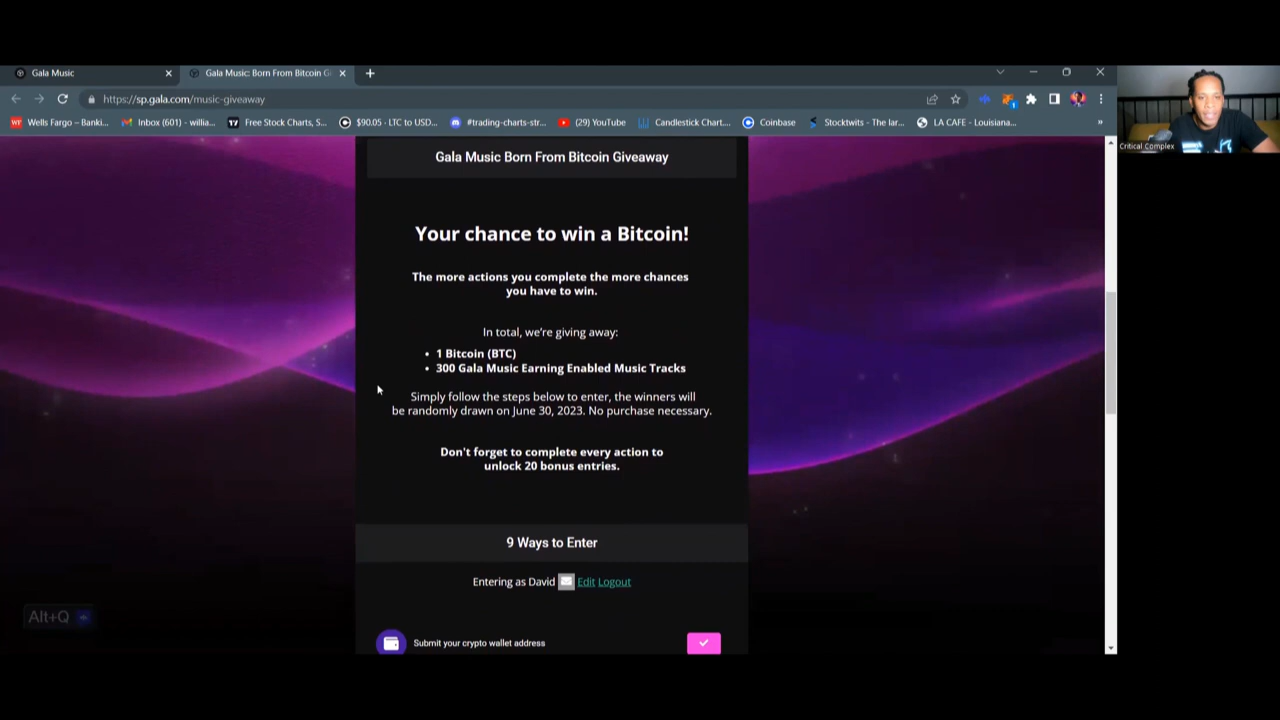 Gala Music
Gala Music: Born From Bitcoin G
https://sp.gala.com/music-giveaway
Wells Fargo – Banki...
Inbox (601) - willia...
Free Stock Charts, S...
$90.05 - LTC to USD...
#trading-charts-str...
(29) YouTube
Candlestick Chart....
Coinbase
Stocktwits - The lar...
LA CAFE - Louisiana...
»
Critical Complex
Gala Music Born From Bitcoin Giveaway
Your chance to win a Bitcoin!
The more actions you complete the more chances
you have to win.
In total, we're giving away:
• 1 Bitcoin (BTC)
• 300 Gala Music Earning Enabled Music Tracks
Simply follow the steps below to enter, the winners will
be randomly drawn on June 30, 2023. No purchase necessary.
Don't forget to complete every action to
unlock 20 bonus entries.
9 Ways to Enter
Entering as David Edit Logout
Alt+Q
Submit your crypto wallet address